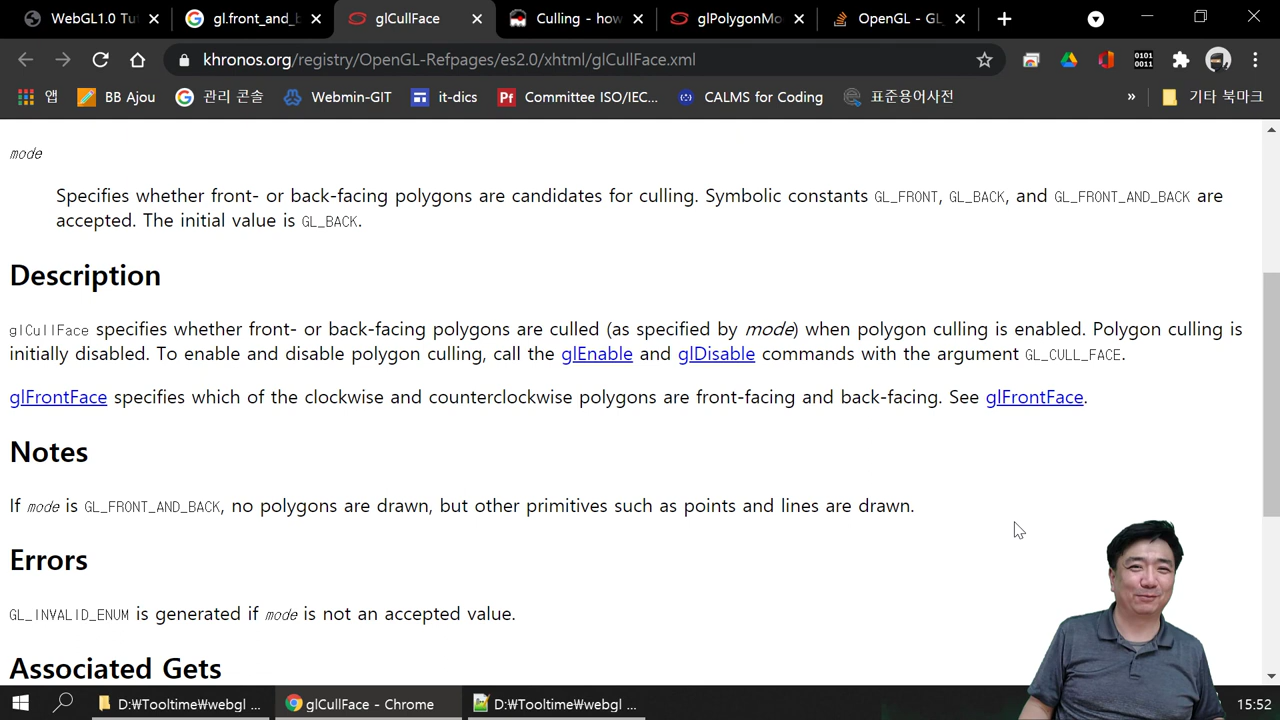 WebGL1.0 Tut
gl.front_and_b
glCullFace
Culling - how
glPolygonMo
OpenGL - GL_
khronos.org/registry/OpenGL-Refpages/es2.0/xhtml/glCullFace.xml
앱
BB Ajou
관리 콘솔
Webmin-GIT
it-dics
Committee ISO/IEC...
CALMS for Coding
표준용어사전
»
기타 북마크
mode
Specifies whether front- or back-facing polygons are candidates for culling. Symbolic constants GL_FRONT, GL_BACK, and GL_FRONT_AND_BACK are
accepted. The initial value is GL_BACK.
Description
glCullFace specifies whether front- or back-facing polygons are culled (as specified by mode) when polygon culling is enabled. Polygon culling is
initially disabled. To enable and disable polygon culling, call the glEnable and glDisable commands with the argument GL_CULL_FACE.
glFrontFace specifies which of the clockwise and counterclockwise polygons are front-facing and back-facing. See glFrontFace.
Notes
If mode is GL_FRONT_AND_BACK, no polygons are drawn, but other primitives such as points and lines are drawn.
Errors
GL_INVALID_ENUM is generated if mode is not an accepted value.
Associated Gets
D:₩Tooltime₩webgl ...
glCullFace - Chrome
D:₩Tooltime₩webgl ...
15:52